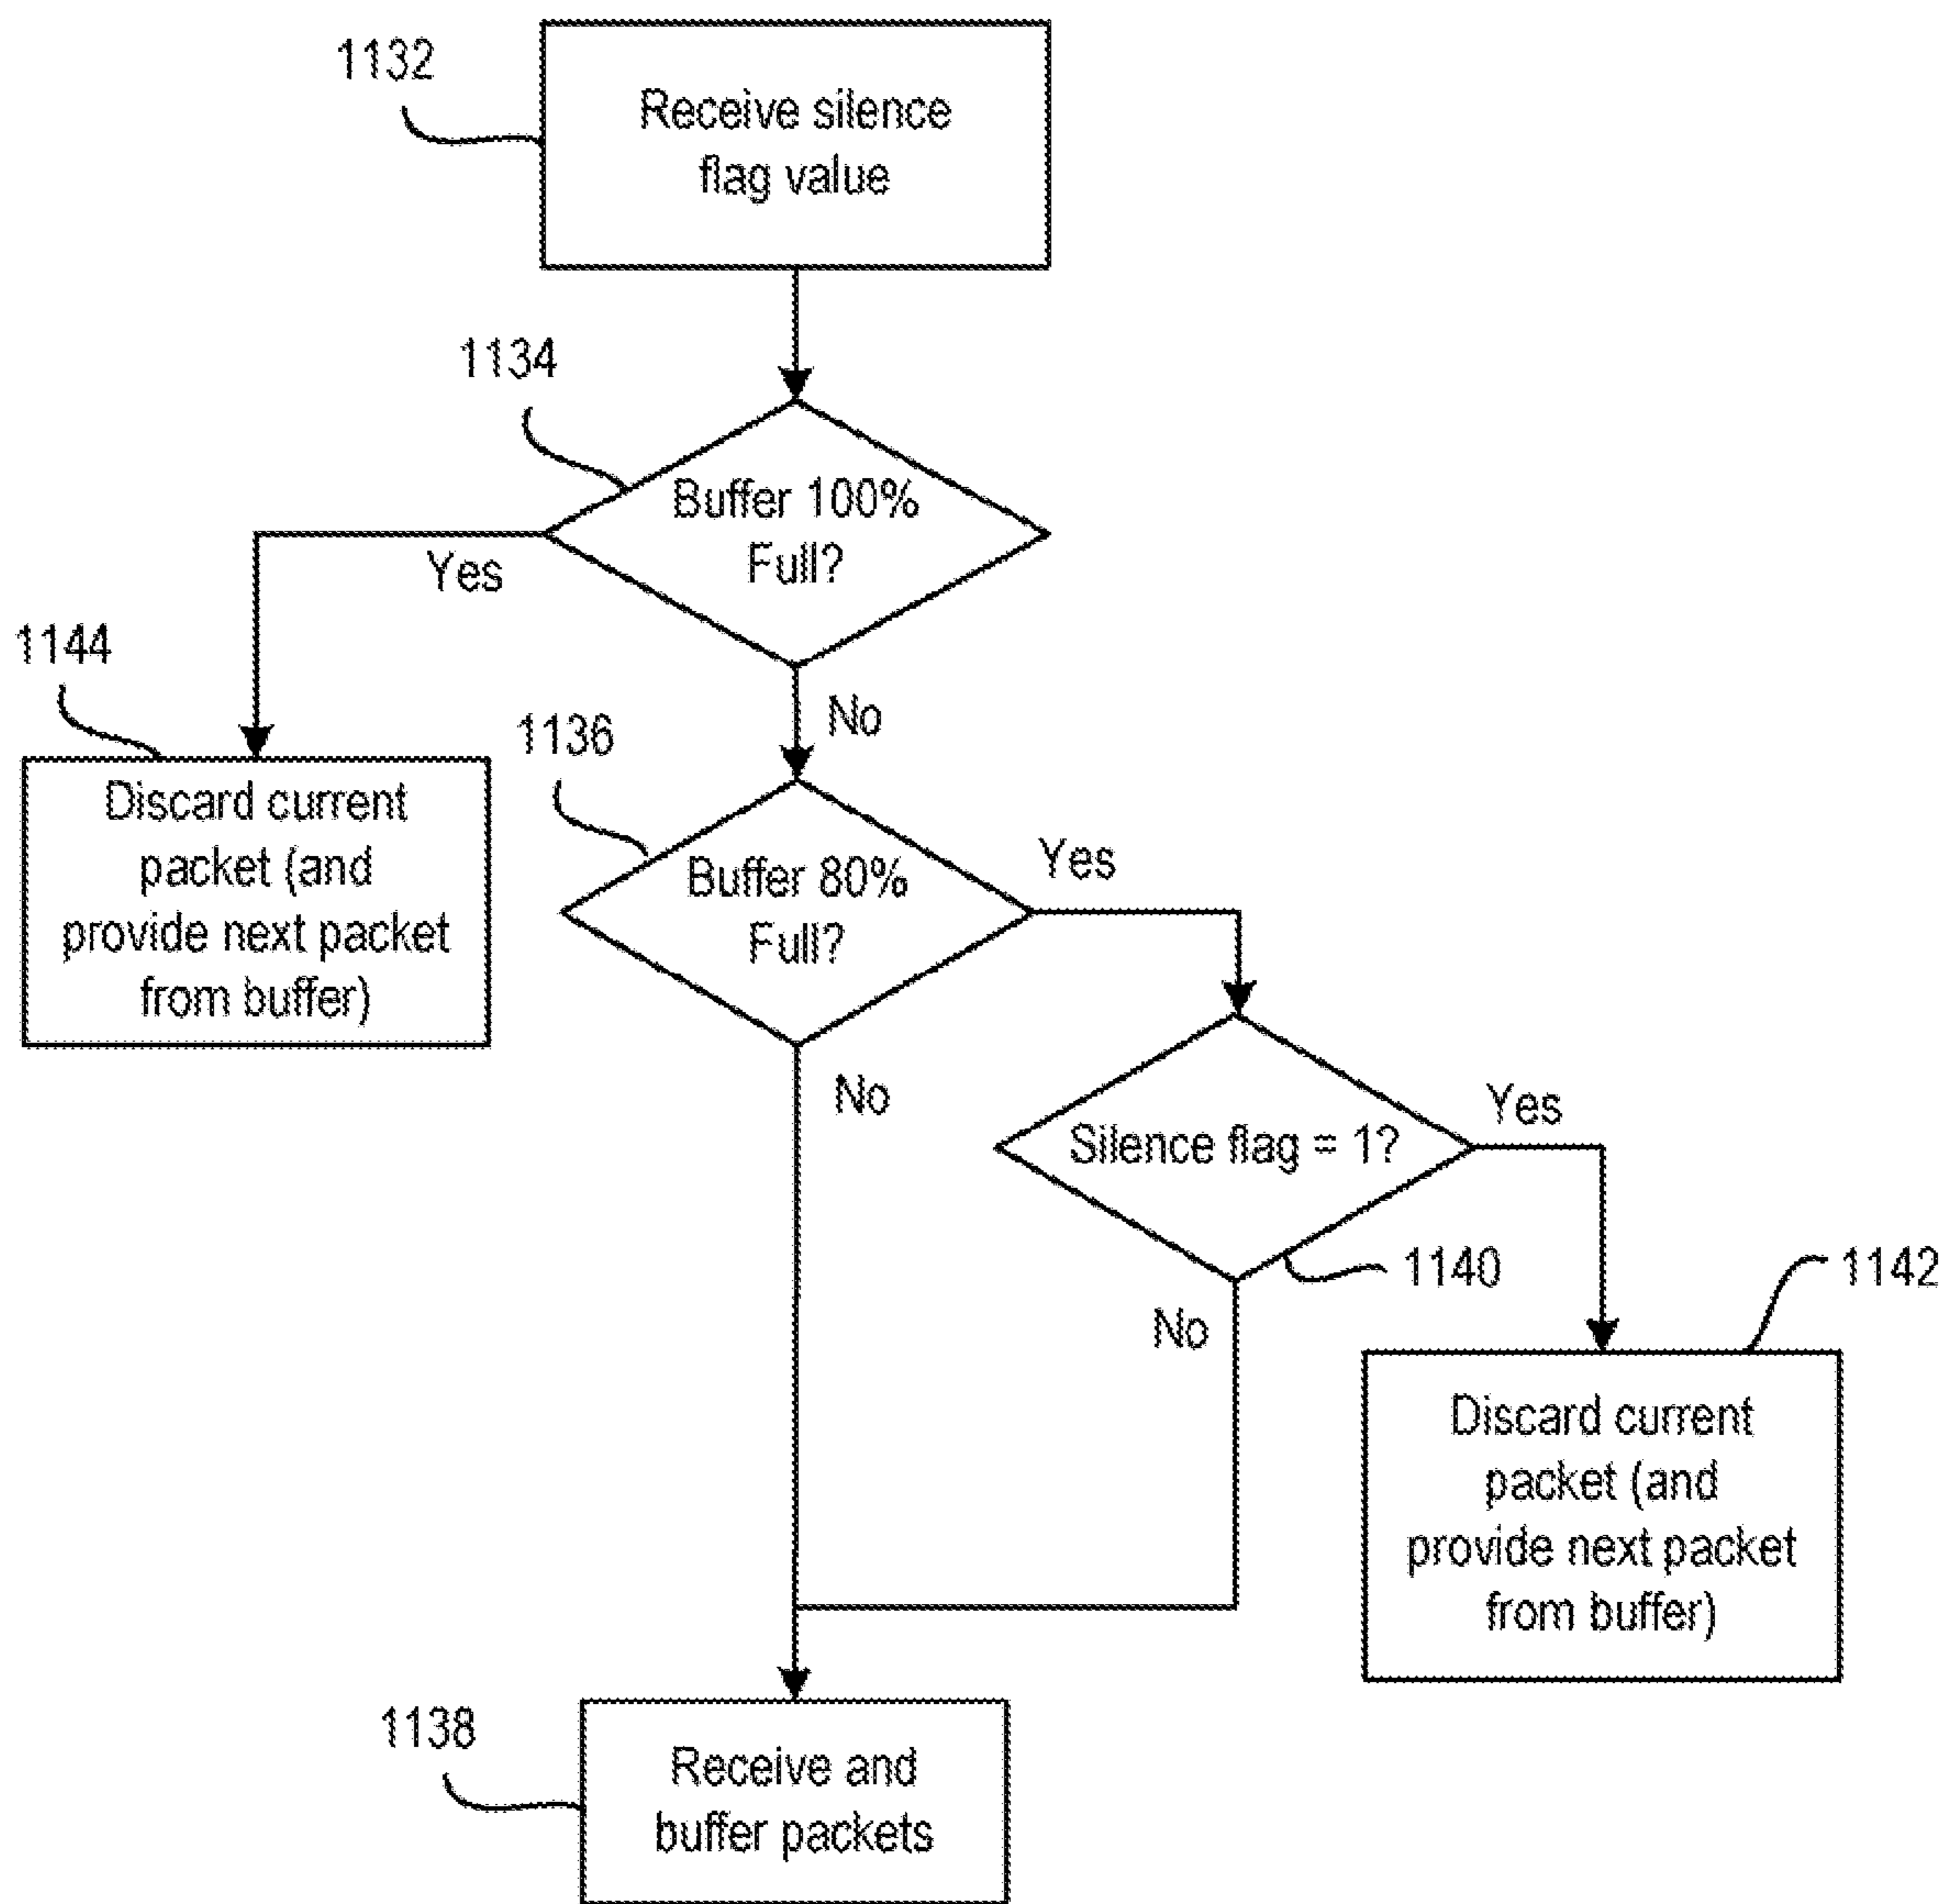 1132
Receive silence
flag value
1134
Buffer 100%
Full?
Yes
No
1144
Discard current
packet (and
provide next packet
from buffer)
1136
Buffer 80%
Full?
Yes
No
Silence flag = 1?
Yes
No
1140
1142
Discard current
packet (and
provide next packet
from buffer)
1138
Receive and
buffer packets